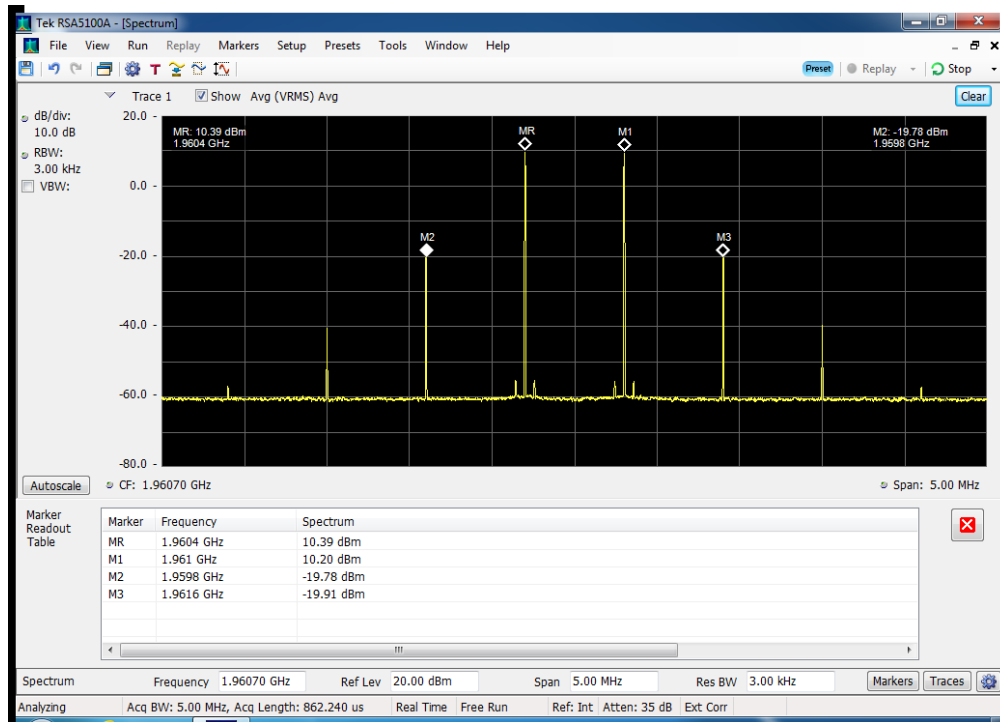 Tek RSA5100A - [Spectrum]
File View Run Replay Markers Setup Presets Tools Window Help
T Preset Replay Stop
Trace 1 Show Avg (VRMS) Avg Clear
dB/div:
10.0 dB
RBW:
3.00 kHz
VBW:
20.0
0.0
-20.0
-40.0
-60.0
-80.0
MR: 10.39 dBm
1.9604 GHz
MR
M1
M2: -19.78 dBm
1.9598 GHz
M2
M3
Autoscale CF: 1.96070 GHz Span: 5.00 MHz
Marker
Readout
Table
Marker Frequency Spectrum
MR 1.9604 GHz 10.39 dBm
M1 1.961 GHz 10.20 dBm
M2 1.9598 GHz -19.78 dBm
M3 1.9616 GHz -19.91 dBm
Spectrum Frequency 1.96070 GHz Ref Lev 20.00 dBm Span 5.00 MHz Res BW 3.00 kHz Markers Traces
Analyzing Acq BW: 5.00 MHz, Acq Length: 862.240 us Real Time Free Run Ref: Int Atten: 35 dB Ext Corr